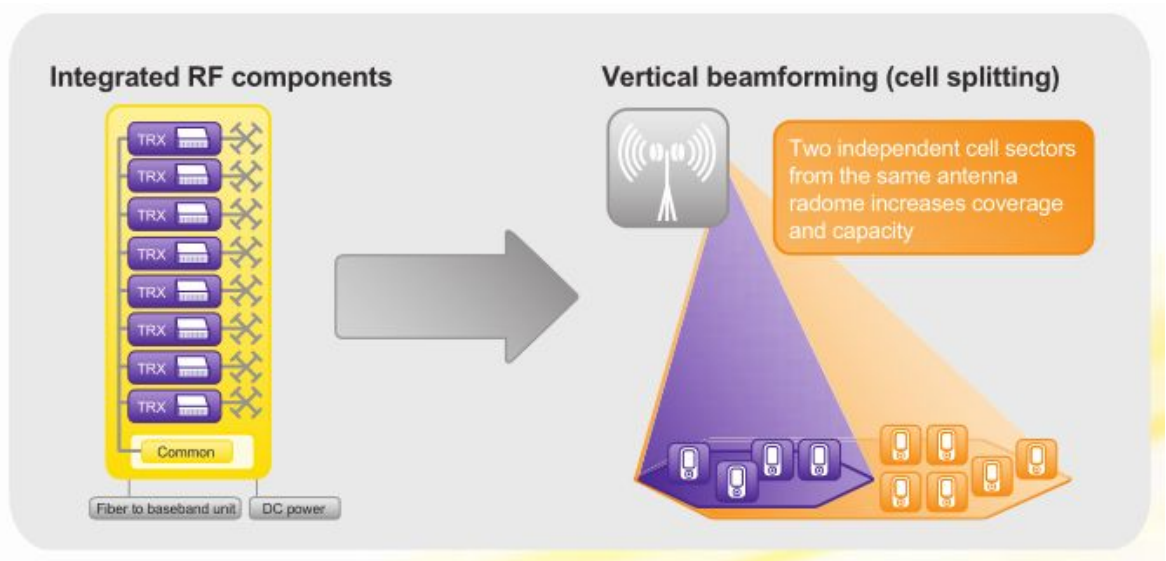 Integrated RF components
TRX
TRX
TRX
TRX
TRX
TRX
TRX
TRX
Common
Fiber to baseband unit
DC power
Vertical beamforming (cell splitting)
Two independent cell sectors
from the same antenna
radome increases coverage
and capacity